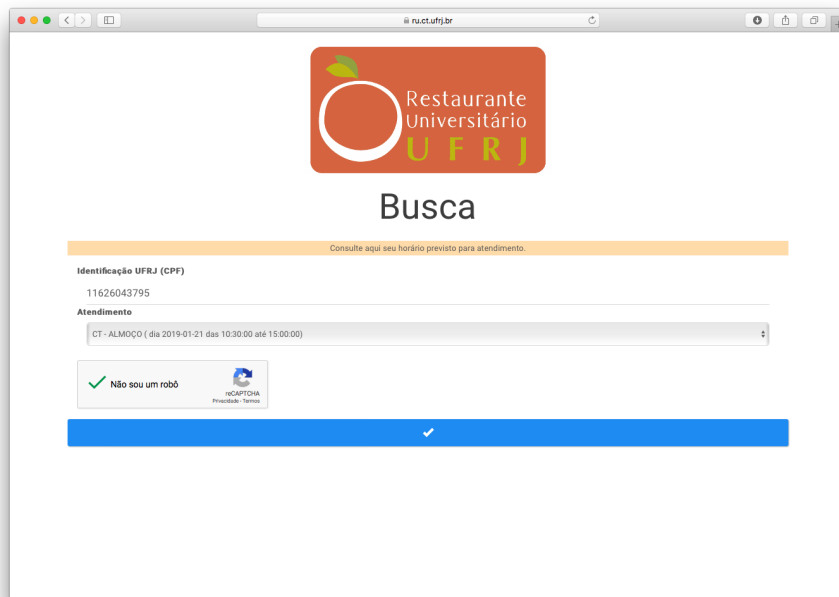 ru.ct.ufrj.br
Restaurante
Universitário
UFRJ
Busca
Consulte aqui seu horário previsto para atendimento.
Identificação UFRJ (CPF)
11626043795
Atendimento
CT - ALMOÇO ( dia 2019-01-21 das 10:30:00 até 15:00:00)
Não sou um robô
reCAPTCHA
Privacidade - Termos